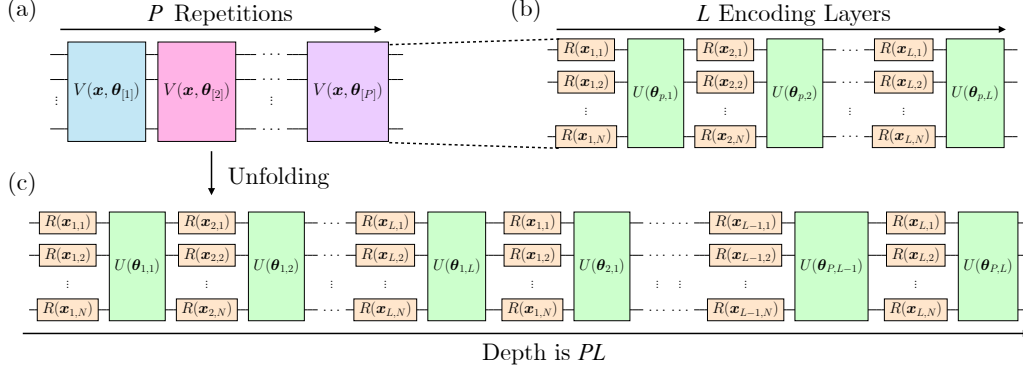 (a)
P Repetitions
V(x, θ[1]) V(x, θ[2]) ⋯ ⋯ V(x, θ[P])
(b)
L Encoding Layers
R(x1,1) R(x2,1) ⋯ ⋯ R(xL,1)
R(x1,2) R(x2,2) ⋯ ⋯ R(xL,2)
U(θp,1) U(θp,2) U(θp,L)
R(x1,N) R(x2,N) ⋯ ⋯ R(xL,N)
Unfolding
(c)
R(x1,1) R(x2,1) ⋯ ⋯ R(xL,1) R(x1,1) ⋯ ⋯ ⋯ R(xL−1,1) R(xL,1)
R(x1,2) R(x2,2) ⋯ ⋯ R(xL,2) R(x1,2) ⋯ ⋯ ⋯ R(xL−1,2) R(xL,2)
U(θ1,1) U(θ1,2) U(θ1,L) U(θ2,1) U(θP,L−1) U(θP,L)
R(x1,N) R(x2,N) ⋯ ⋯ R(xL,N) R(x1,N) ⋯ ⋯ ⋯ R(xL−1,N) R(xL,N)
Depth is PL